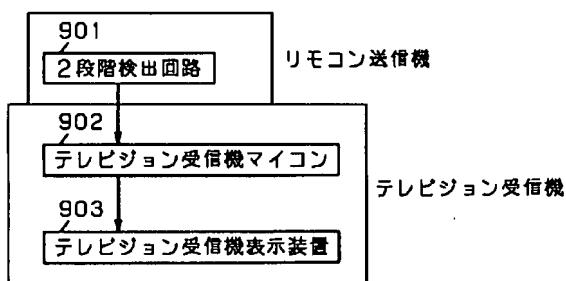 901
2段階検出回路
リモコン送信機
902
テレビジョン受信機マイコン
テレビジョン受信機
903
テレビジョン受信機表示装置